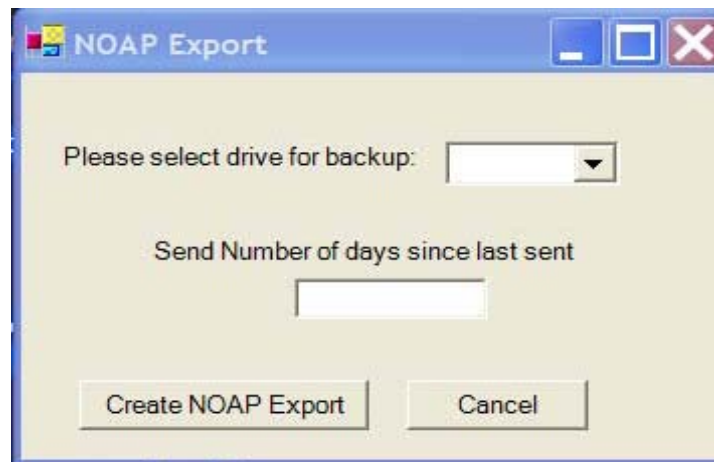 NOAP Export
Please select drive for backup:
Send Number of days since last sent
Create NOAP Export Cancel